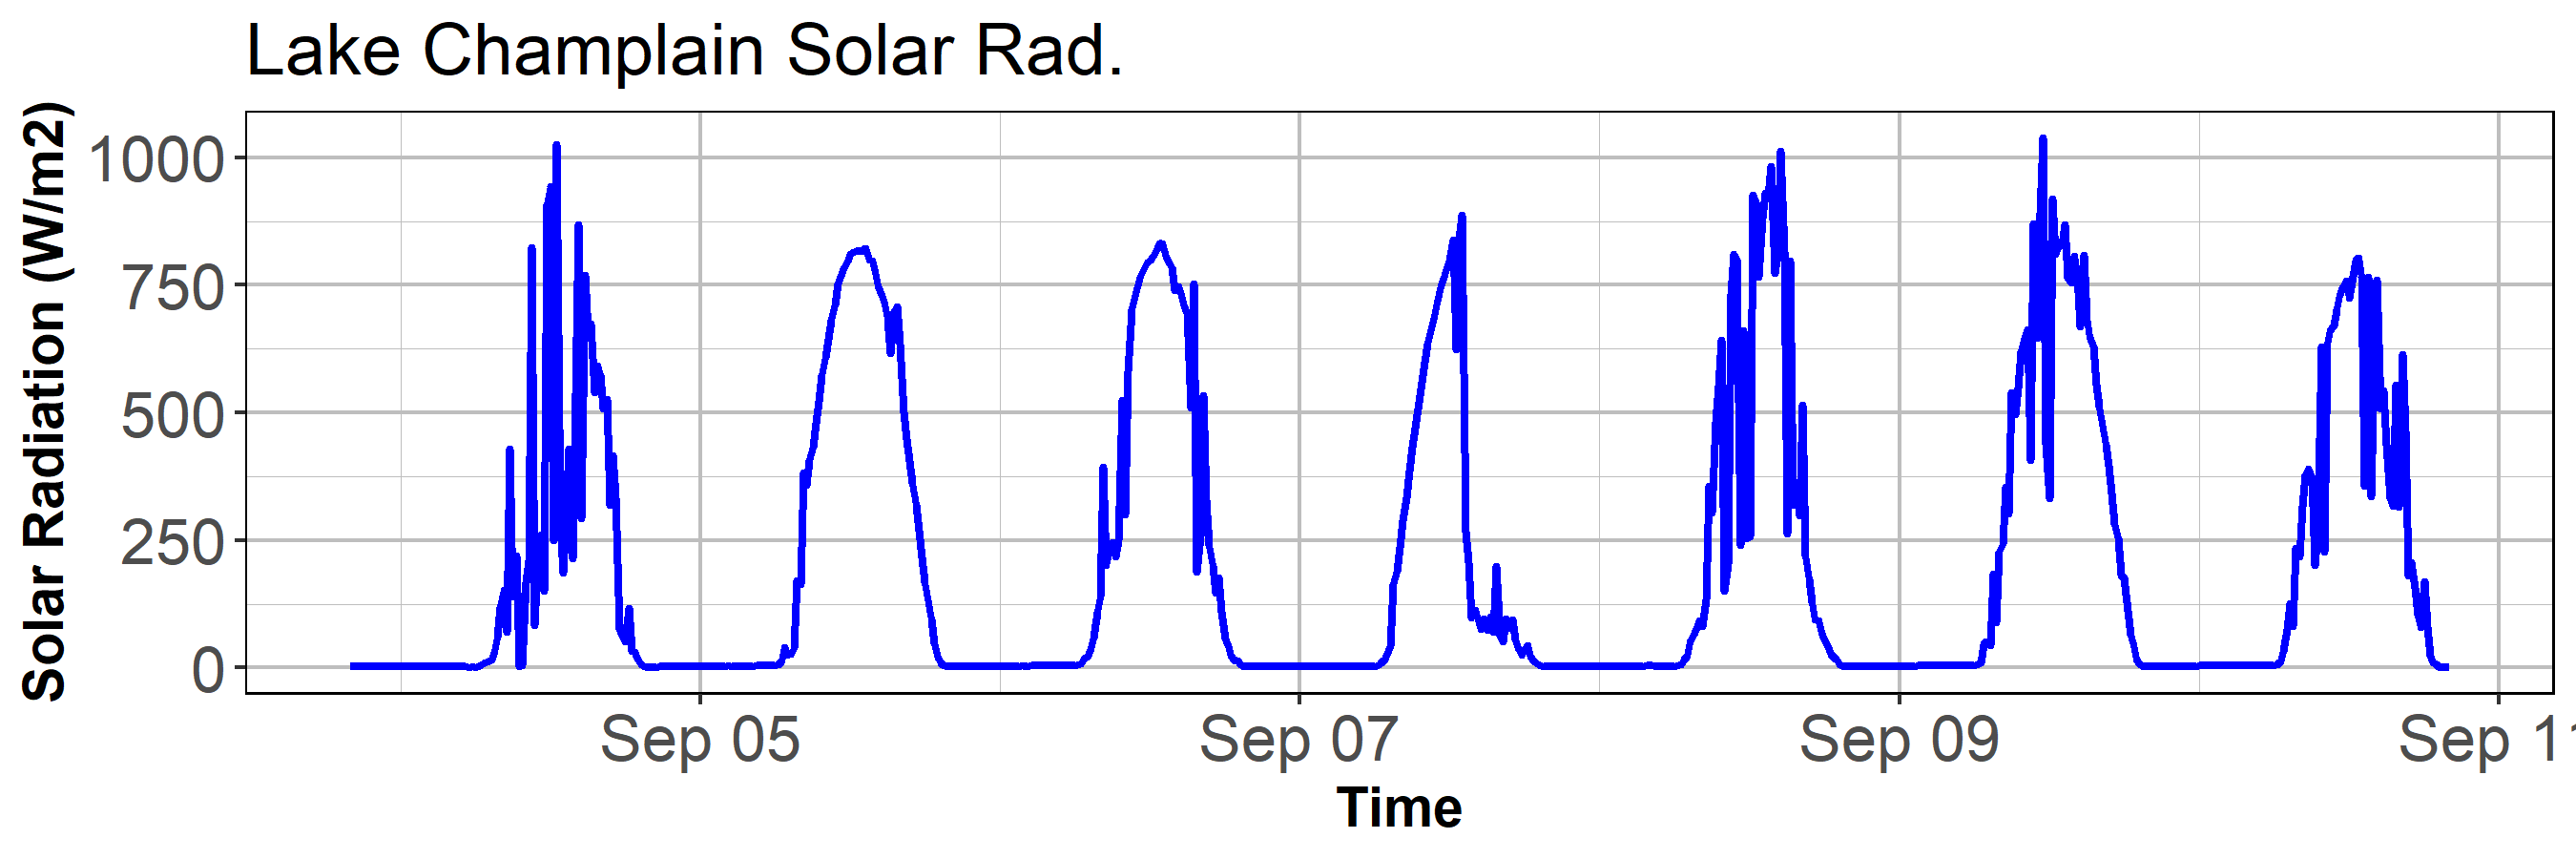 Lake Champlain Solar Rad.
Solar Radiation (W/m2)
1000
750
500
250
0
Sep 05 Sep 07 Sep 09 Sep 11
Time